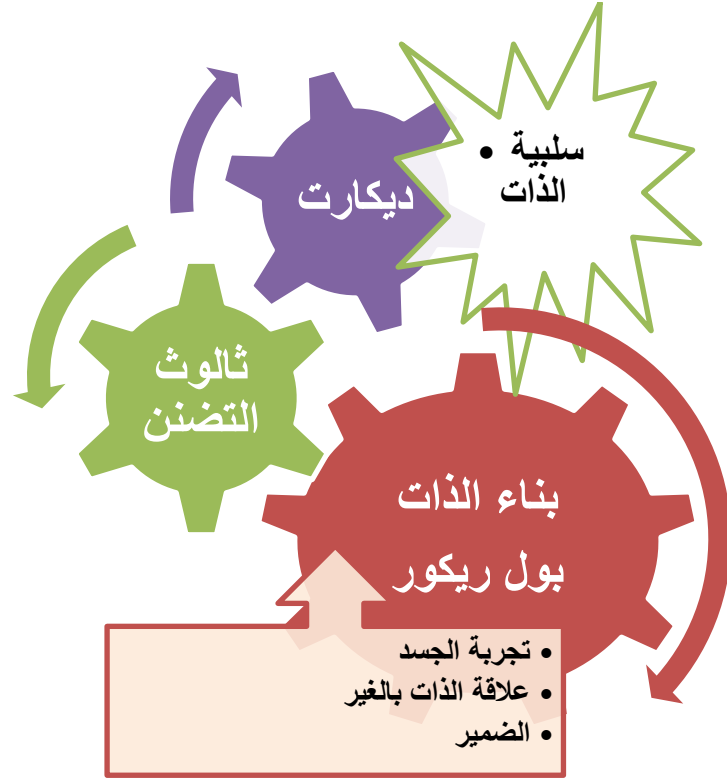 • سلبية
الذات
ديكارت
ثالوث
التضنن
بناء الذات
بول ريكور
• تجربة الجسد
• علاقة الذات بالغير
• الضمير